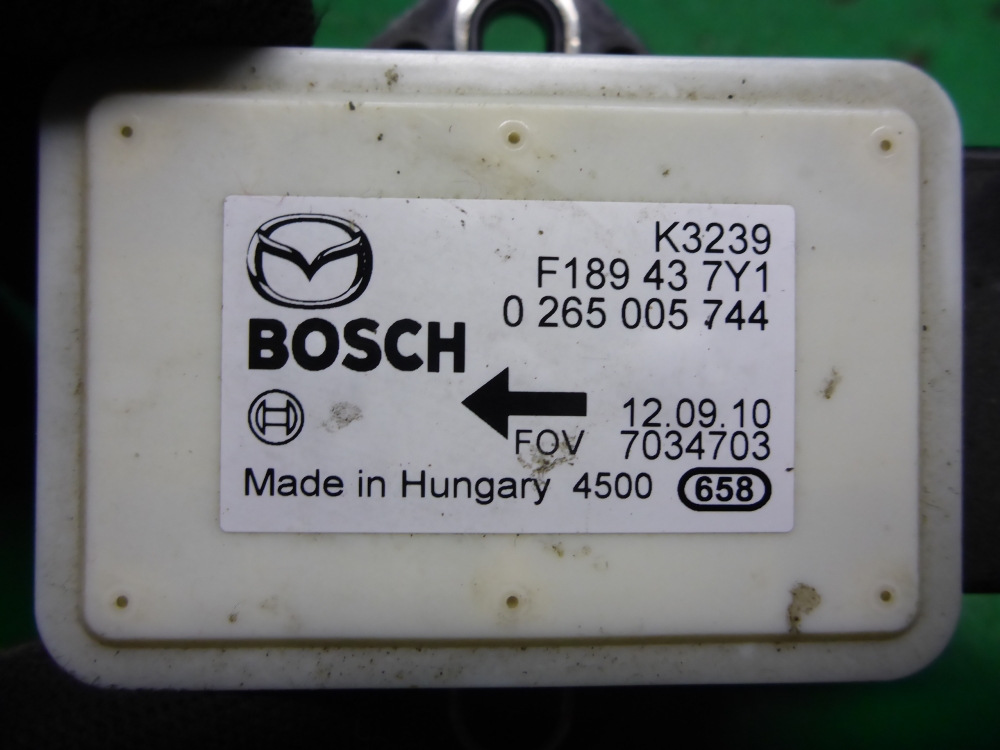 K3239
F189 43 7Y1
0 265 005 744
BOSCH
12.09.10
FOV 7034703
Made in Hungary 4500 658